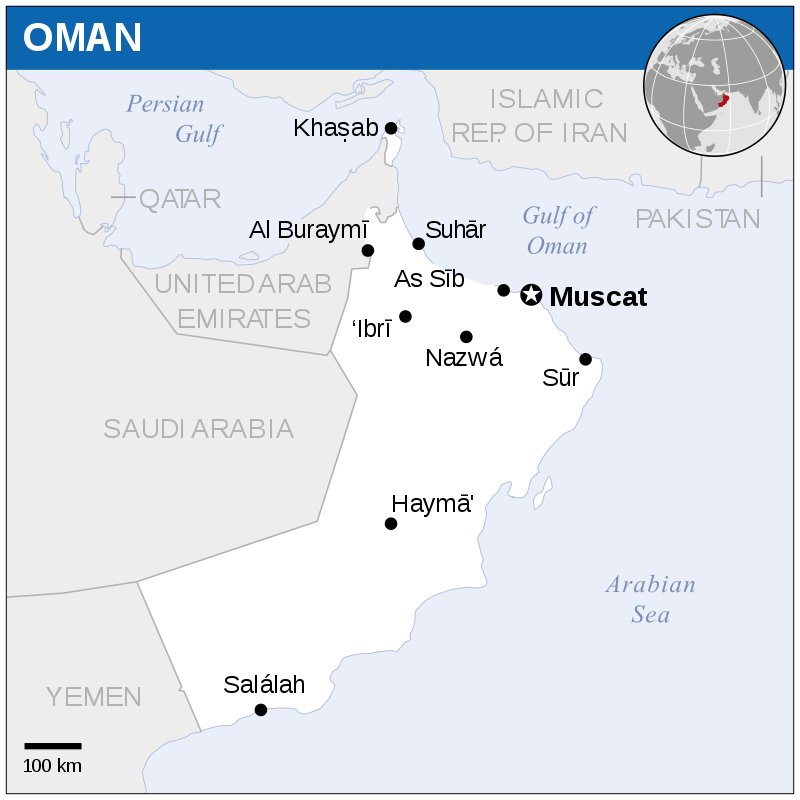 OMAN
Persian
Gulf
ISLAMIC
REP. OF IRAN
Khaṣab
QATAR
PAKISTAN
Gulf of
Oman
Al Buraymī
Suhār
UNITED ARAB
EMIRATES
As Sīb
Muscat
‘Ibrī
Nazwá
Sūr
SAUDI ARABIA
Haymā'
Arabian
Sea
YEMEN
Salálah
100 km